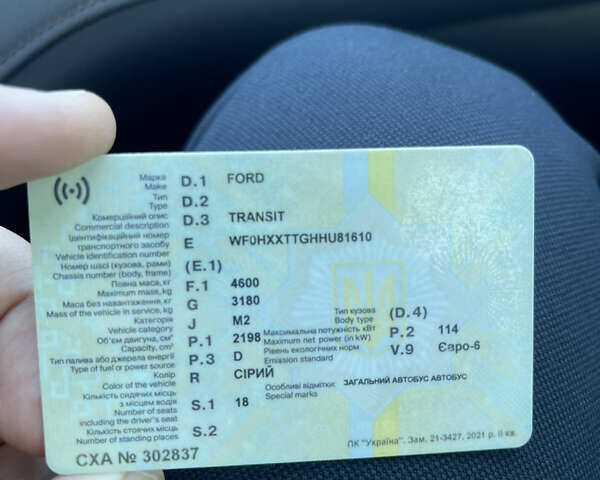 Марка D.1 FORD
Make
Тип D.2
Type
Комерційний опис D.3 TRANSIT
Commercial description
Ідентифікаційний номер
транспортного засобу E WF0HXXTTGHHU81610
Vehicle identification number
Номер шасі (кузова, рами) (E.1)
Chassis number (body, frame)
Повна маса, кг F.1 4600
Maximum mass, kg
Маса без навантаження, кг G 3180
Mass of the vehicle in service, kg
Категорія J M2
Vehicle category
Об'єм двигуна, см³ P.1 2198
Capacity, cm³
Тип палива або джерела енергії P.3 D
Type of fuel or power source
Колір R СІРИЙ
Color of the vehicle
Кількість сидячих місць
з місцем водія S.1 18
Number of seats
including the driver's seat
Кількість стоячих місць S.2
Number of standing places
Тип кузова (D.4)
Body type
Максимальна потужність кВт P.2 114
Maximum net power (in kW)
Рівень екологічних норм V.9 Євро-6
Emission standard
Особливі відмітки ЗАГАЛЬНИЙ АВТОБУС АВТОБУС
Special marks
ПК "Україна". Зам. 21-3427. 2021 р. II кв.
СХА № 302837